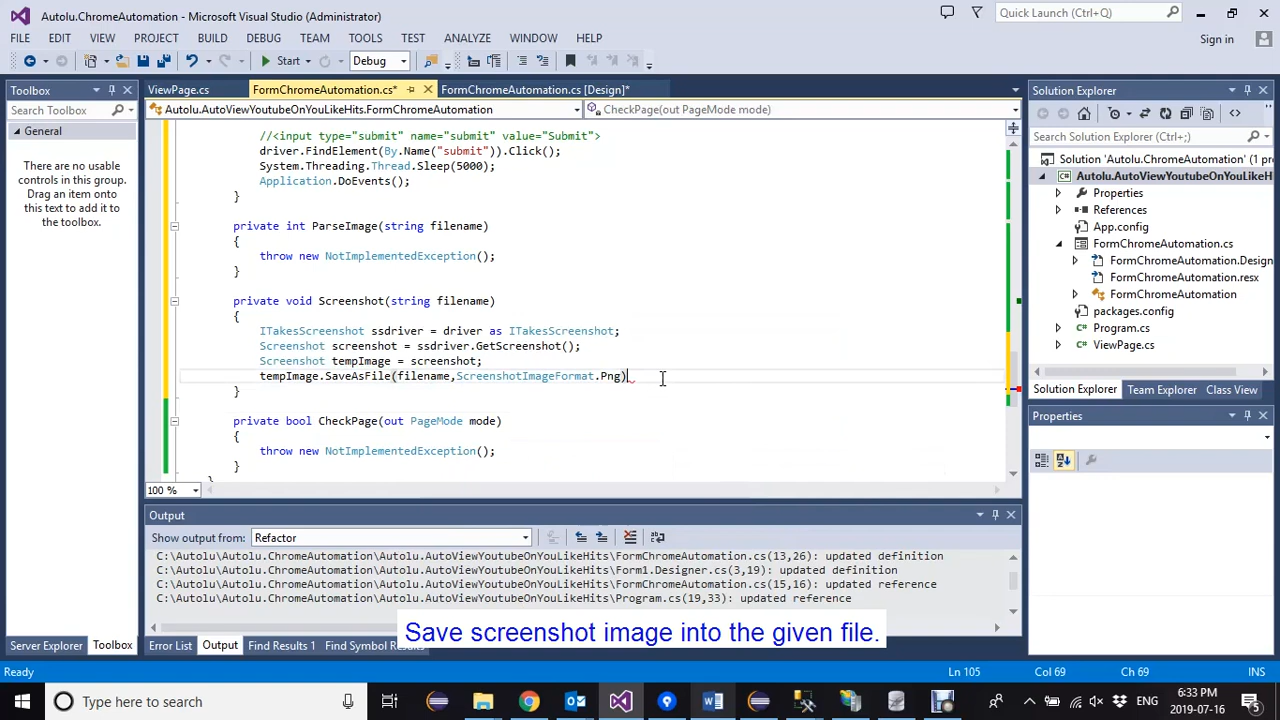 Autolu.ChromeAutomation - Microsoft Visual Studio (Administrator)
Quick Launch (Ctrl+Q)
FILE EDIT VIEW PROJECT BUILD DEBUG TEAM TOOLS TEST ANALYZE WINDOW HELP
Sign in
Start Debug
Toolbox
Search Toolbox
General
There are no usable
controls in this group.
Drag an item onto
this text to add it to
the toolbox.
ViewPage.cs FormChromeAutomation.cs* FormChromeAutomation.cs [Design]*
Autolu.AutoViewYoutubeOnYouLikeHits.FormChromeAutomation CheckPage(out PageMode mode)
//<input type="submit" name="submit" value="Submit">
driver.FindElement(By.Name("submit")).Click();
System.Threading.Thread.Sleep(5000);
Application.DoEvents();
}
private int ParseImage(string filename)
{
throw new NotImplementedException();
}
private void Screenshot(string filename)
{
ITakesScreenshot ssdriver = driver as ITakesScreenshot;
Screenshot screenshot = ssdriver.GetScreenshot();
Screenshot tempImage = screenshot;
tempImage.SaveAsFile(filename,ScreenshotImageFormat.Png)
}
private bool CheckPage(out PageMode mode)
{
throw new NotImplementedException();
}
100 %
Output
Show output from: Refactor
C:\Autolu\Autolu.ChromeAutomation\Autolu.AutoViewYoutubeOnYouLikeHits\FormChromeAutomation.cs(13,26): updated definition
C:\Autolu\Autolu.ChromeAutomation\Autolu.AutoViewYoutubeOnYouLikeHits\Form1.Designer.cs(3,19): updated definition
C:\Autolu\Autolu.ChromeAutomation\Autolu.AutoViewYoutubeOnYouLikeHits\FormChromeAutomation.cs(15,16): updated reference
C:\Autolu\Autolu.ChromeAutomation\Autolu.AutoViewYoutubeOnYouLikeHits\Program.cs(19,33): updated reference
Save screenshot image into the given file.
Server Explorer Toolbox Error List Output Find Results 1 Find Symbol Results
Solution Explorer
Search Solution Explorer (Ctrl+;)
Solution 'Autolu.ChromeAutomation' (1 pr
Autolu.AutoViewYoutubeOnYouLikeH
Properties
References
App.config
FormChromeAutomation.cs
FormChromeAutomation.Design
FormChromeAutomation.resx
FormChromeAutomation
packages.config
Program.cs
ViewPage.cs
Solution Explorer Team Explorer Class View
Properties
Ready Ln 105 Col 69 Ch 69 INS
Type here to search
ENG
6:33 PM
2019-07-16
5